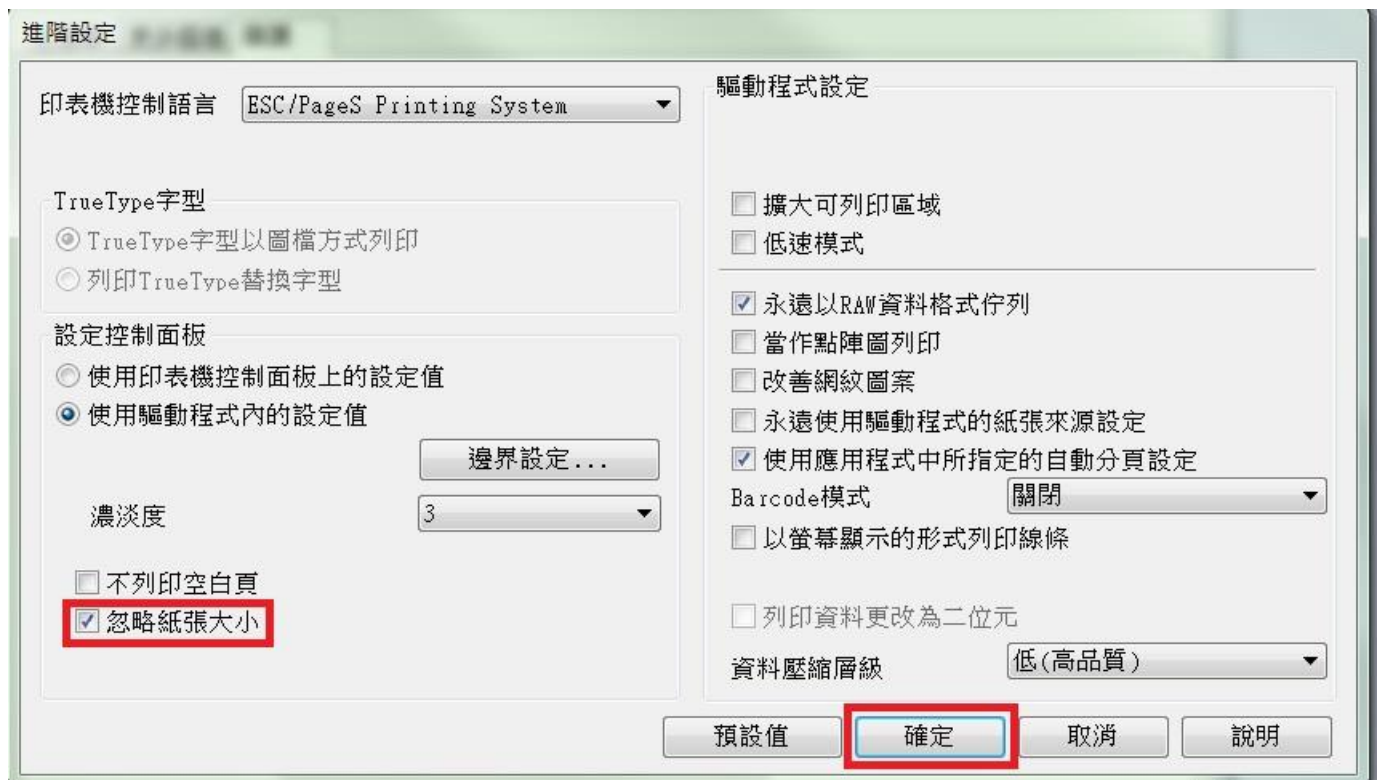 進階設定
印表機控制語言 ESC/PageS Printing System
TrueType字型
TrueType字型以圖檔方式列印
列印TrueType替換字型
設定控制面板
使用印表機控制面板上的設定值
使用驅動程式內的設定值
邊界設定...
濃淡度 3
不列印空白頁
忽略紙張大小
驅動程式設定
擴大可列印區域
低速模式
永遠以RAW資料格式佇列
當作點陣圖列印
改善網紋圖案
永遠使用驅動程式的紙張來源設定
使用應用程式中所指定的自動分頁設定
Barcode模式 關閉
以螢幕顯示的形式列印線條
列印資料更改為二位元
資料壓縮層級 低(高品質)
預設值 確定 取消 說明